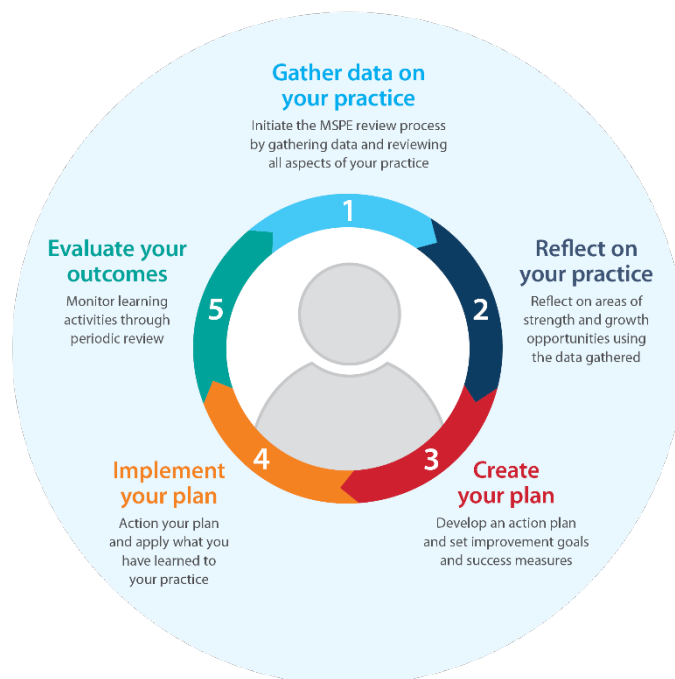 Gather data on
your practice
Initiate the MSPE review process
by gathering data and reviewing
all aspects of your practice
1
Reflect on
your practice
Reflect on areas of
strength and growth
opportunities using
the data gathered
2
Create
your plan
Develop an action plan
and set improvement goals
and success measures
3
Implement
your plan
Action your plan
and apply what you
have learned to
your practice
4
Evaluate your
outcomes
Monitor learning
activities through
periodic review
5